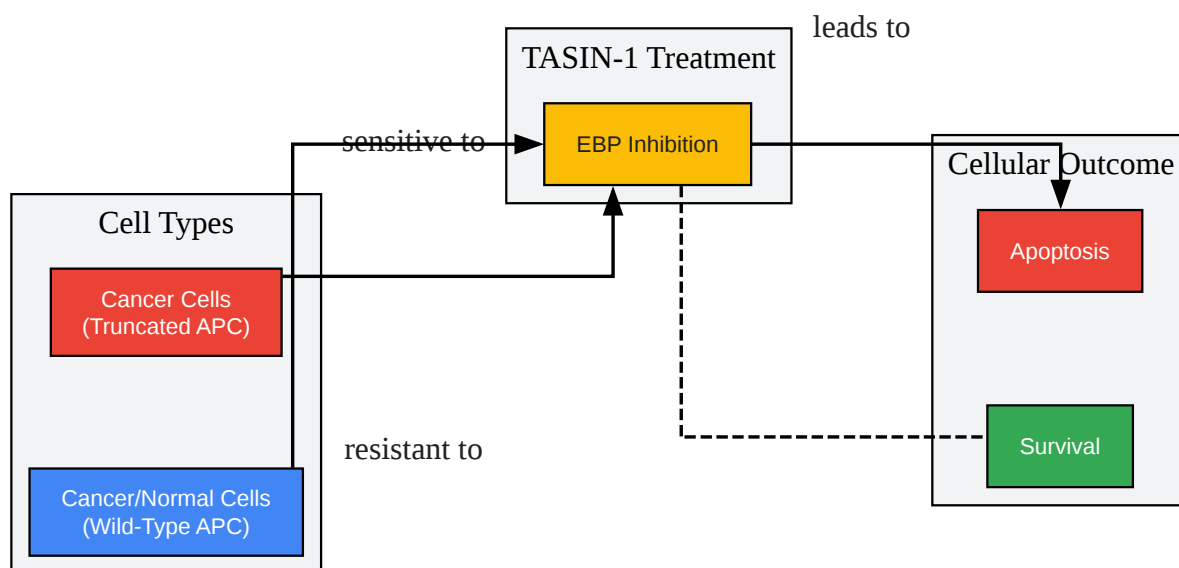 leads to
TASIN-1 Treatment
sensitive to
EBP Inhibition
Cellular Outcome
Cell Types
Apoptosis
Cancer Cells
(Truncated APC)
resistant to
Survival
Cancer/Normal Cells
(Wild-Type APC)